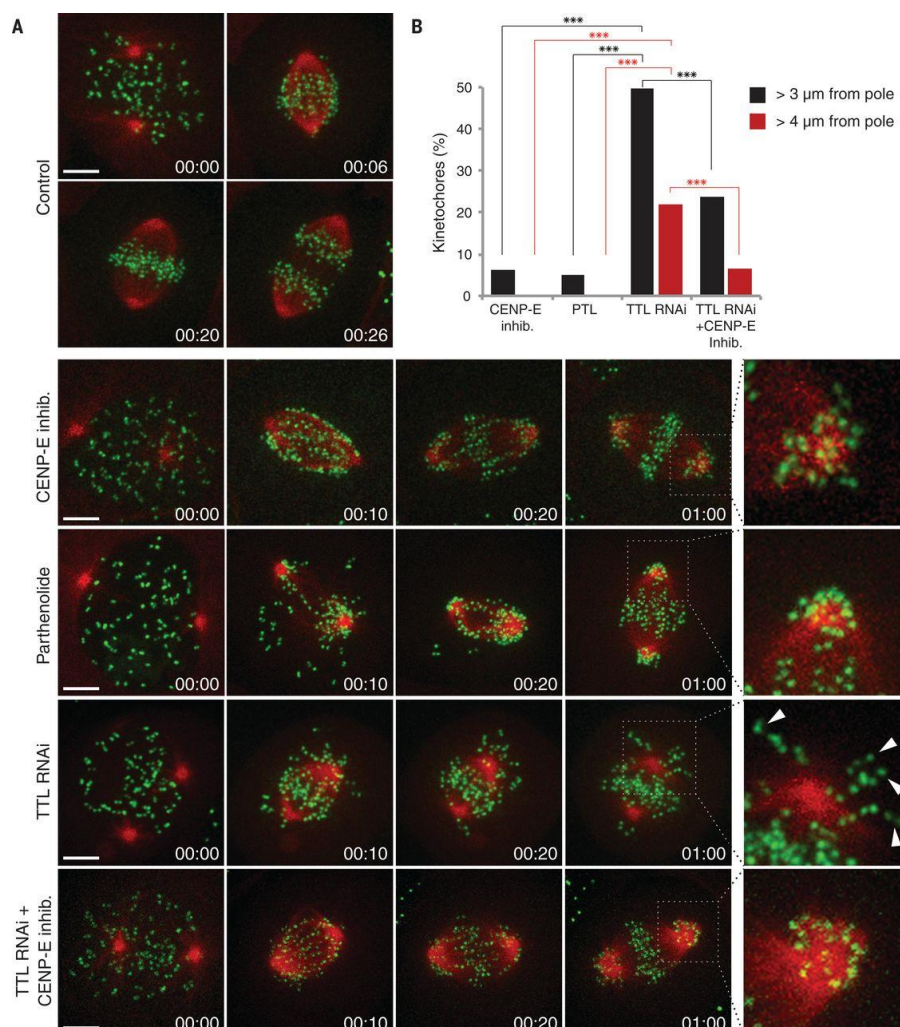 A
Control
00:00
00:06
00:20
00:26
B
***
***
***
***
***
***
> 3 µm from pole
> 4 µm from pole
Kinetochores (%)
50
40
30
20
10
0
CENP-E
inhib.
PTL
TTL RNAi
TTL RNAi
+CENP-E
Inhib.
CENP-E inhib.
00:00
00:10
00:20
01:00
Parthenolide
00:00
00:10
00:20
01:00
TTL RNAi
00:00
00:10
00:20
01:00
TTL RNAi +
CENP-E inhib.
00:00
00:10
00:20
01:00